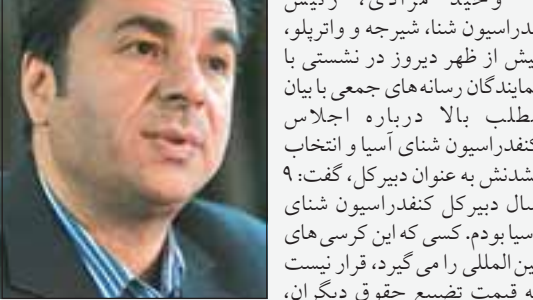 وحید مرادی، رئیس
فدراسیون شنا، شیرجه و واترپلو،
پیش از ظهر دیروز در نشستی با
نمایندگان رسانه‌های جمعی با بیان
مطلب بالا درباره اجلاس
کنفدراسیون شنای آسیا و انتخاب
نشدنش به عنوان دبیرکل، گفت: ۹
سال دبیرکل کنفدراسیون شنای
آسیا بودم. کسی که این کرسی های
بین المللی را می گیرد، قرار نیست
به قیمت تضییع حقوق دیگران،